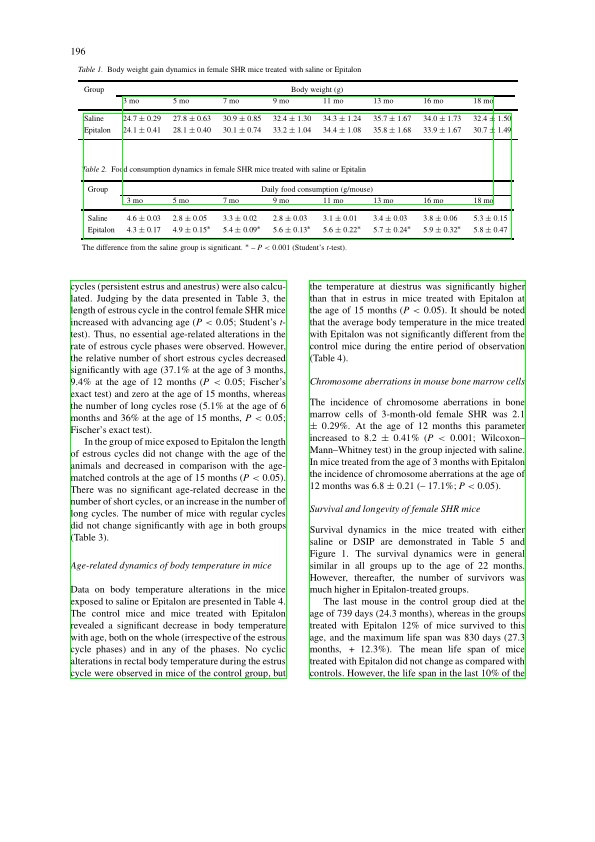 196
Table 1. Body weight gain dynamics in female SHR mice treated with saline or Epitalon
Group Body weight (g)
3 mo 5 mo 7 mo 9 mo 11 mo 13 mo 16 mo 18 mo
Saline 24.7 ± 0.29 27.8 ± 0.63 30.9 ± 0.85 32.4 ± 1.30 34.3 ± 1.24 35.7 ± 1.67 34.0 ± 1.73 32.4 ± 1.50
Epitalon 24.1 ± 0.41 28.1 ± 0.40 30.1 ± 0.74 33.2 ± 1.04 34.4 ± 1.08 35.8 ± 1.68 33.9 ± 1.67 30.7 ± 1.49
Table 2. Food consumption dynamics in female SHR mice treated with saline or Epitalin
Group Daily food consumption (g/mouse)
3 mo 5 mo 7 mo 9 mo 11 mo 13 mo 16 mo 18 mo
Saline 4.6 ± 0.03 2.8 ± 0.05 3.3 ± 0.02 2.8 ± 0.03 3.1 ± 0.01 3.4 ± 0.03 3.8 ± 0.06 5.3 ± 0.15
Epitalon 4.3 ± 0.17 4.9 ± 0.15* 5.4 ± 0.09* 5.6 ± 0.13* 5.6 ± 0.22* 5.7 ± 0.24* 5.9 ± 0.32* 5.8 ± 0.47
The difference from the saline group is significant. * – P < 0.001 (Student's t-test).
cycles (persistent estrus and anestrus) were also calcu-
lated. Judging by the data presented in Table 3, the
length of estrous cycle in the control female SHR mice
increased with advancing age (P < 0.05; Student's t-
test). Thus, no essential age-related alterations in the
rate of estrous cycle phases were observed. However,
the relative number of short estrous cycles decreased
significantly with age (37.1% at the age of 3 months,
9.4% at the age of 12 months (P < 0.05; Fischer's
exact test) and zero at the age of 15 months, whereas
the number of long cycles rose (5.1% at the age of 6
months and 36% at the age of 15 months, P < 0.05;
Fischer's exact test).
In the group of mice exposed to Epitalon the length
of estrous cycles did not change with the age of the
animals and decreased in comparison with the age-
matched controls at the age of 15 months (P < 0.05).
There was no significant age-related decrease in the
number of short cycles, or an increase in the number of
long cycles. The number of mice with regular cycles
did not change significantly with age in both groups
(Table 3).
Age-related dynamics of body temperature in mice
Data on body temperature alterations in the mice
exposed to saline or Epitalon are presented in Table 4.
The control mice and mice treated with Epitalon
revealed a significant decrease in body temperature
with age, both on the whole (irrespective of the estrous
cycle phases) and in any of the phases. No cyclic
alterations in rectal body temperature during the estrus
cycle were observed in mice of the control group, but
the temperature at diestrus was significantly higher
than that in estrus in mice treated with Epitalon at
the age of 15 months (P < 0.05). It should be noted
that the average body temperature in the mice treated
with Epitalon was not significantly different from the
control mice during the entire period of observation
(Table 4).
Chromosome aberrations in mouse bone marrow cells
The incidence of chromosome aberrations in bone
marrow cells of 3-month-old female SHR was 2.1
± 0.29%. At the age of 12 months this parameter
increased to 8.2 ± 0.41% (P < 0.001; Wilcoxon–
Mann–Whitney test) in the group injected with saline.
In mice treated from the age of 3 months with Epitalon
the incidence of chromosome aberrations at the age of
12 months was 6.8 ± 0.21 (– 17.1%; P < 0.05).
Survival and longevity of female SHR mice
Survival dynamics in the mice treated with either
saline or DSIP are demonstrated in Table 5 and
Figure 1. The survival dynamics were in general
similar in all groups up to the age of 22 months.
However, thereafter, the number of survivors was
much higher in Epitalon-treated groups.
The last mouse in the control group died at the
age of 739 days (24.3 months), whereas in the groups
treated with Epitalon 12% of mice survived to this
age, and the maximum life span was 830 days (27.3
months, + 12.3%). The mean life span of mice
treated with Epitalon did not change as compared with
controls. However, the life span in the last 10% of the